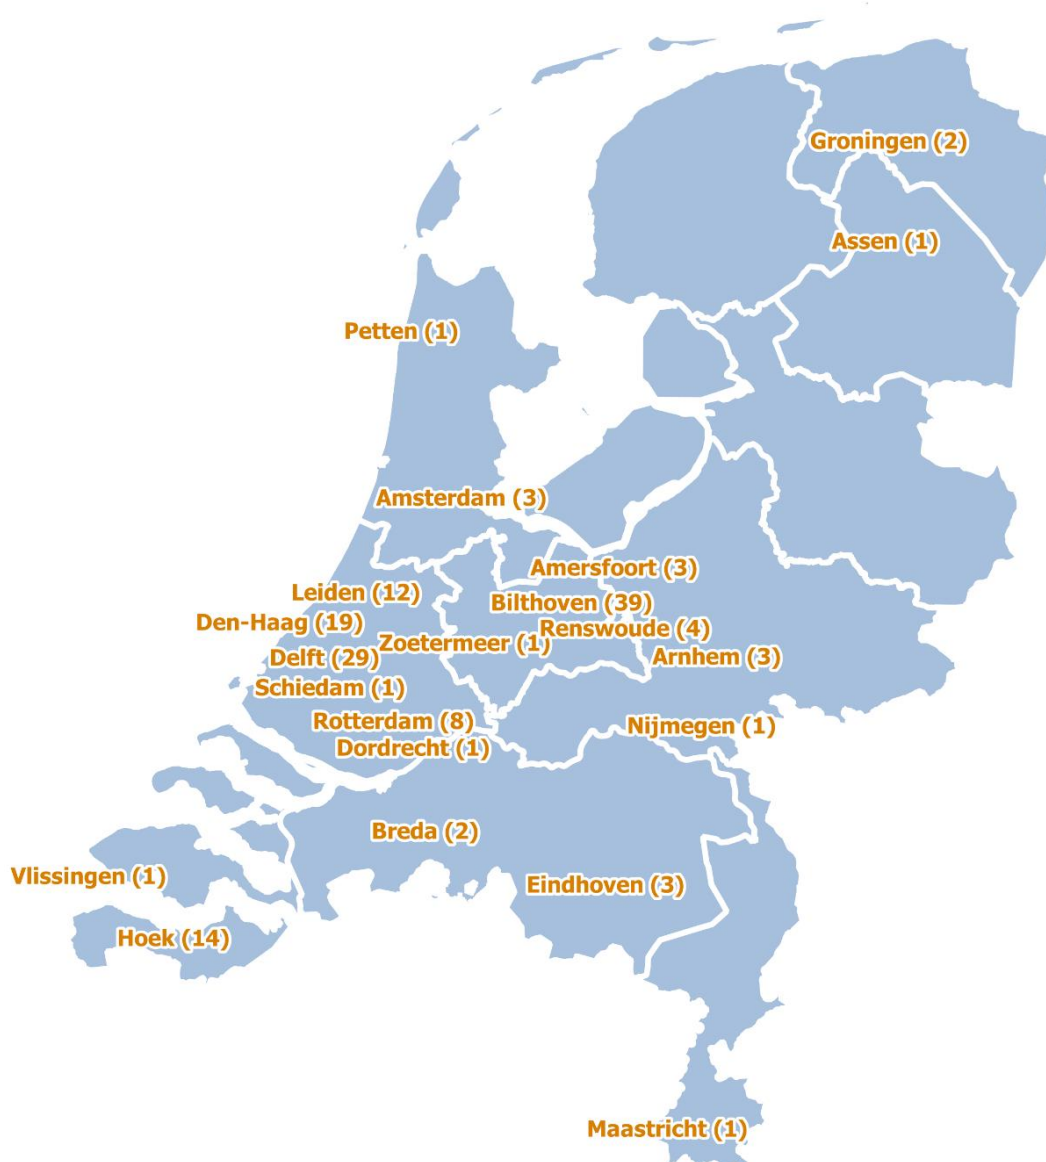 Groningen (2)
Assen (1)
Petten (1)
Amsterdam (3)
Amersfoort (3)
Leiden (12)
Bilthoven (39)
Den-Haag (19)
Renswoude (4)
Zoetermeer (1)
Delft (29)
Arnhem (3)
Schiedam (1)
Rotterdam (8)
Nijmegen (1)
Dordrecht (1)
Breda (2)
Vlissingen (1)
Eindhoven (3)
Hoek (14)
Maastricht (1)